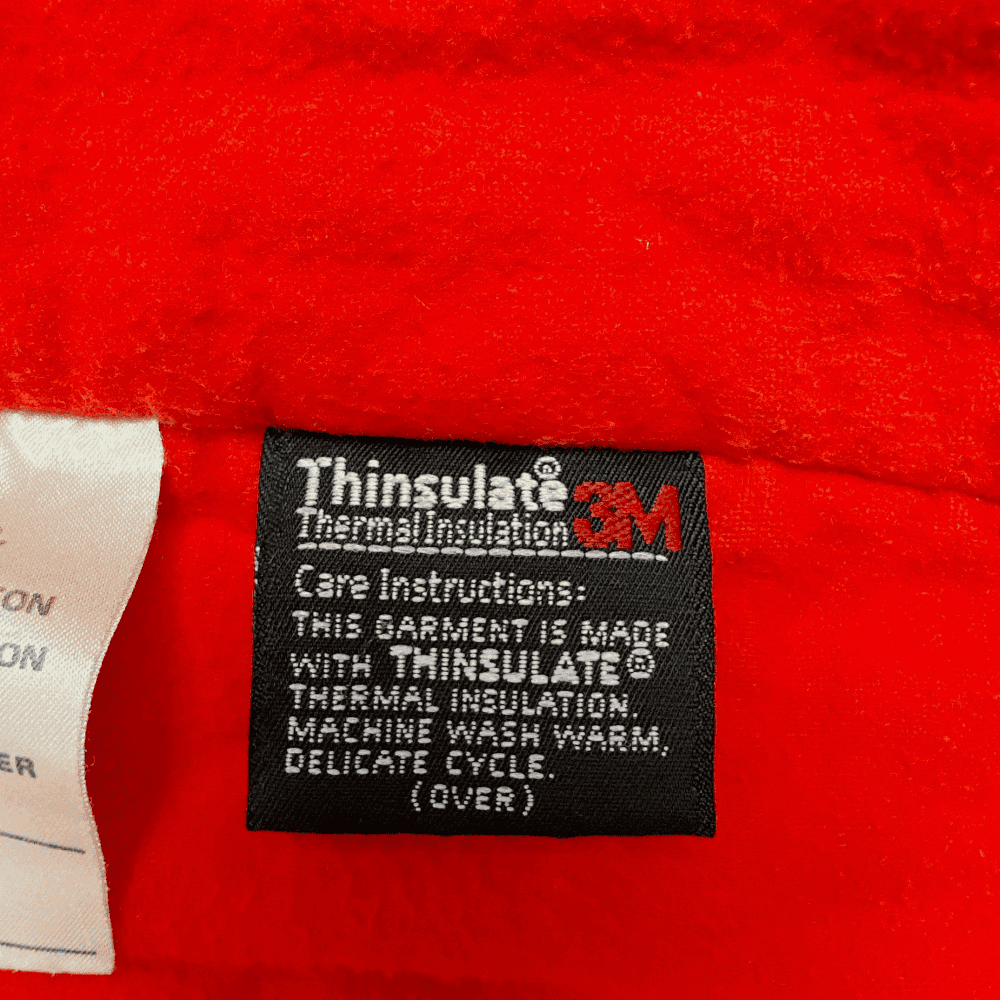 Thinsulate®
Thermal Insulation 3M
Care Instructions:
THIS GARMENT IS MADE
WITH THINSULATE®
THERMAL INSULATION.
MACHINE WASH WARM,
DELICATE CYCLE.
(OVER)